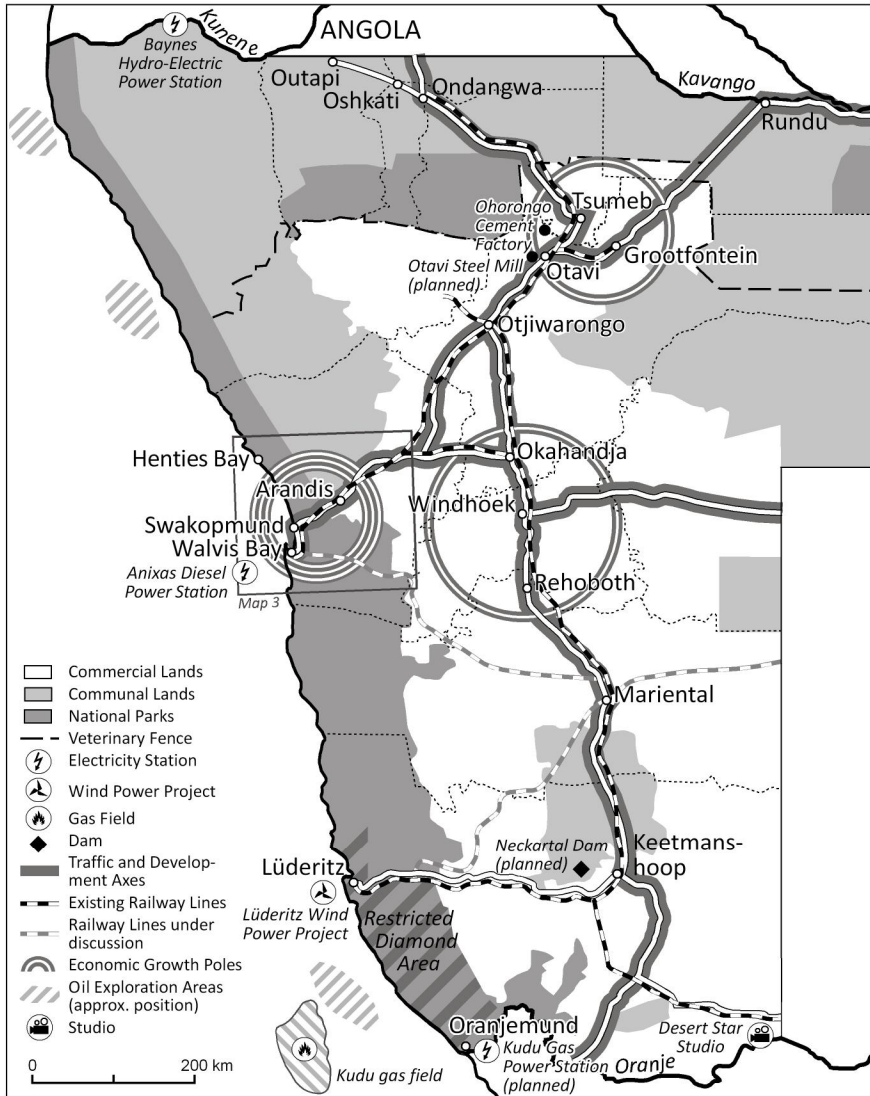 ANGOLA
Kunene
Baynes
Hydro-Electric
Power Station
Outapi
Oshkati
Ondangwa
Kavango
Rundu
Tsumeb
Ohorongo
Cement
Factory
Grootfontein
Otavi Steel Mill
(planned)
Otavi
Otjiwarongo
Henties Bay
Okahandja
Arandis
Windhoek
Swakopmund
Walvis Bay
Anixas Diesel
Power Station
Map 3
Rehoboth
Mariental
Commercial Lands
Communal Lands
National Parks
Veterinary Fence
Electricity Station
Wind Power Project
Gas Field
Dam
Traffic and Develop-
ment Axes
Existing Railway Lines
Railway Lines under
discussion
Economic Growth Poles
Oil Exploration Areas
(approx. position)
Studio
0 200 km
Neckartal Dam
(planned)
Keetmans-
hoop
Lüderitz
Lüderitz Wind
Power Project
Restricted
Diamond
Area
Oranjemund
Kudu Gas
Power Station
(planned)
Kudu gas field
Desert Star
Studio
Oranje